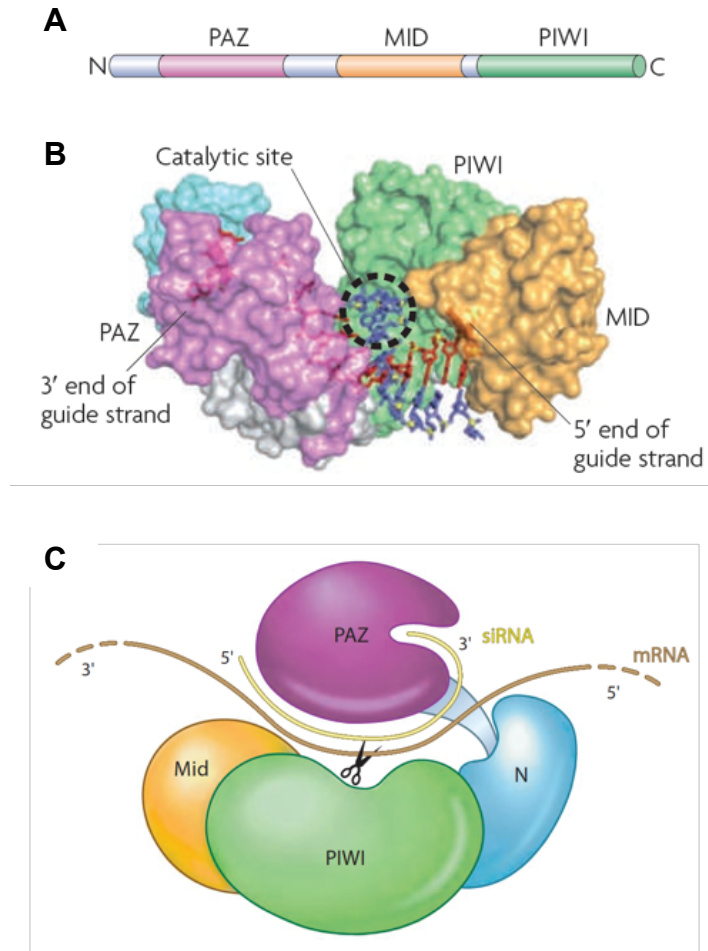 A
PAZ MID PIWI
N C
B
Catalytic site
PIWI
PAZ
MID
3′ end of
guide strand
5′ end of
guide strand
C
PAZ
3' siRNA
5'
mRNA
3'
5'
Mid
N
PIWI